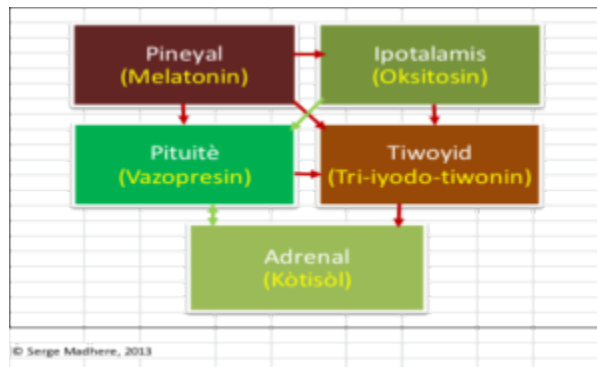 Pineyal
(Melatonin)
Ipotalamis
(Oksitosin)
Pituitè
(Vazopresin)
Tiwoyid
(Tri-iyodo-tiwonin)
Adrenal
(Kòtisòl)
© Serge Madhere, 2013